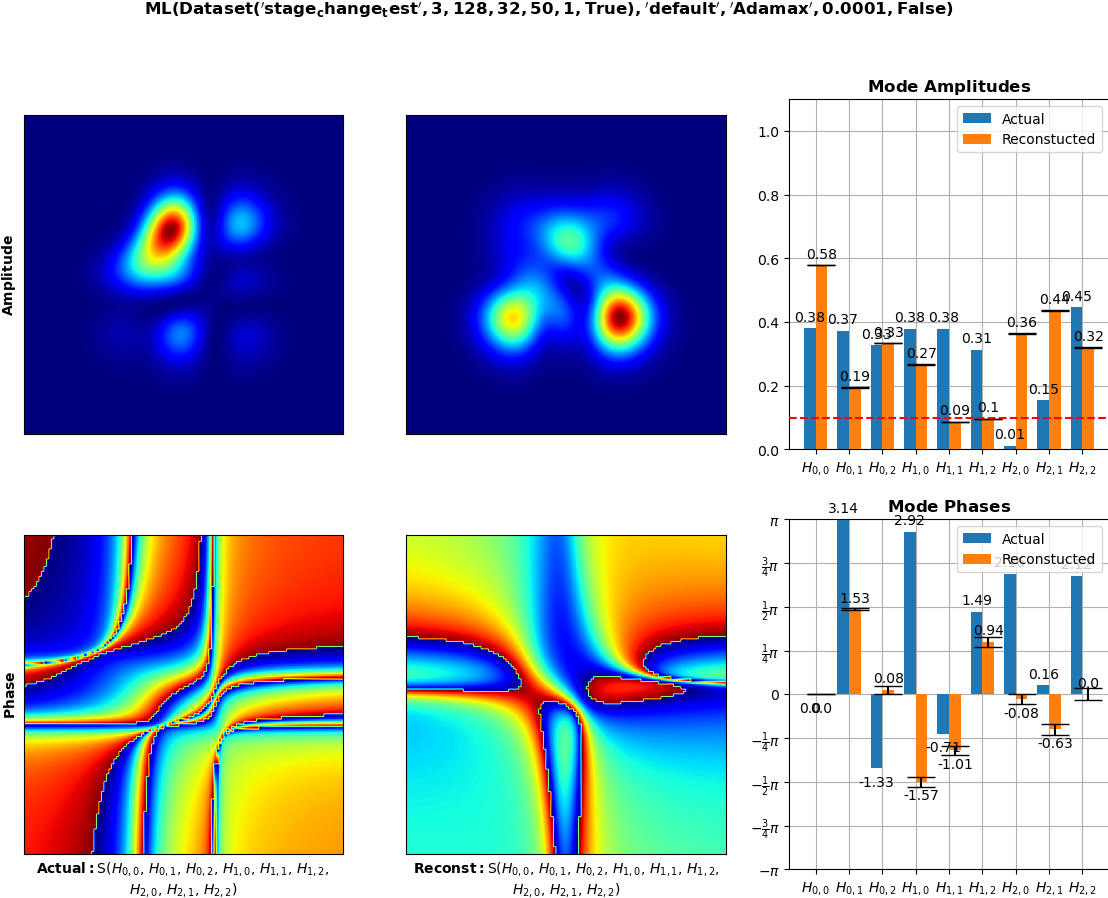 ML(Dataset('stage_change_test', 3, 128, 32, 50, 1, True), 'default', 'Adamax', 0.0001, False)
Mode Amplitudes
Actual
Reconstucted
1.0
0.8
0.6
0.4
0.2
0.0
0.58
0.38
0.37
0.19
0.33
0.33
0.38
0.27
0.38
0.09
0.31
0.1
0.01
0.36
0.15
0.44
0.45
0.32
H0,0 H0,1 H0,2 H1,0 H1,1 H1,2 H2,0 H2,1 H2,2
Amplitude
Mode Phases
Actual
Reconstucted
π
3/4π
1/2π
1/4π
0
−1/4π
−1/2π
−3/4π
−π
0.0
0.0
3.14
1.53
-1.33
0.08
2.92
-1.57
-0.71
-1.01
1.49
0.94
-0.08
0.16
-0.63
2.12
0.0
H0,0 H0,1 H0,2 H1,0 H1,1 H1,2 H2,0 H2,1 H2,2
Phase
Actual: S(H0,0, H0,1, H0,2, H1,0, H1,1, H1,2,
H2,0, H2,1, H2,2)
Reconst: S(H0,0, H0,1, H0,2, H1,0, H1,1, H1,2,
H2,0, H2,1, H2,2)